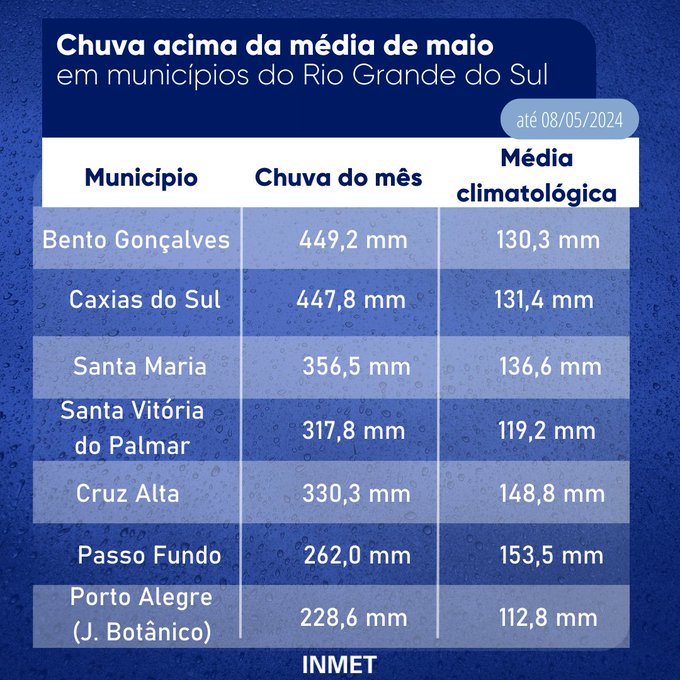 Chuva acima da média de maio
em municípios do Rio Grande do Sul
até 08/05/2024
Município Chuva do mês Média climatológica
Bento Gonçalves 449,2 mm 130,3 mm
Caxias do Sul 447,8 mm 131,4 mm
Santa Maria 356,5 mm 136,6 mm
Santa Vitória do Palmar 317,8 mm 119,2 mm
Cruz Alta 330,3 mm 148,8 mm
Passo Fundo 262,0 mm 153,5 mm
Porto Alegre (J. Botânico) 228,6 mm 112,8 mm
INMET